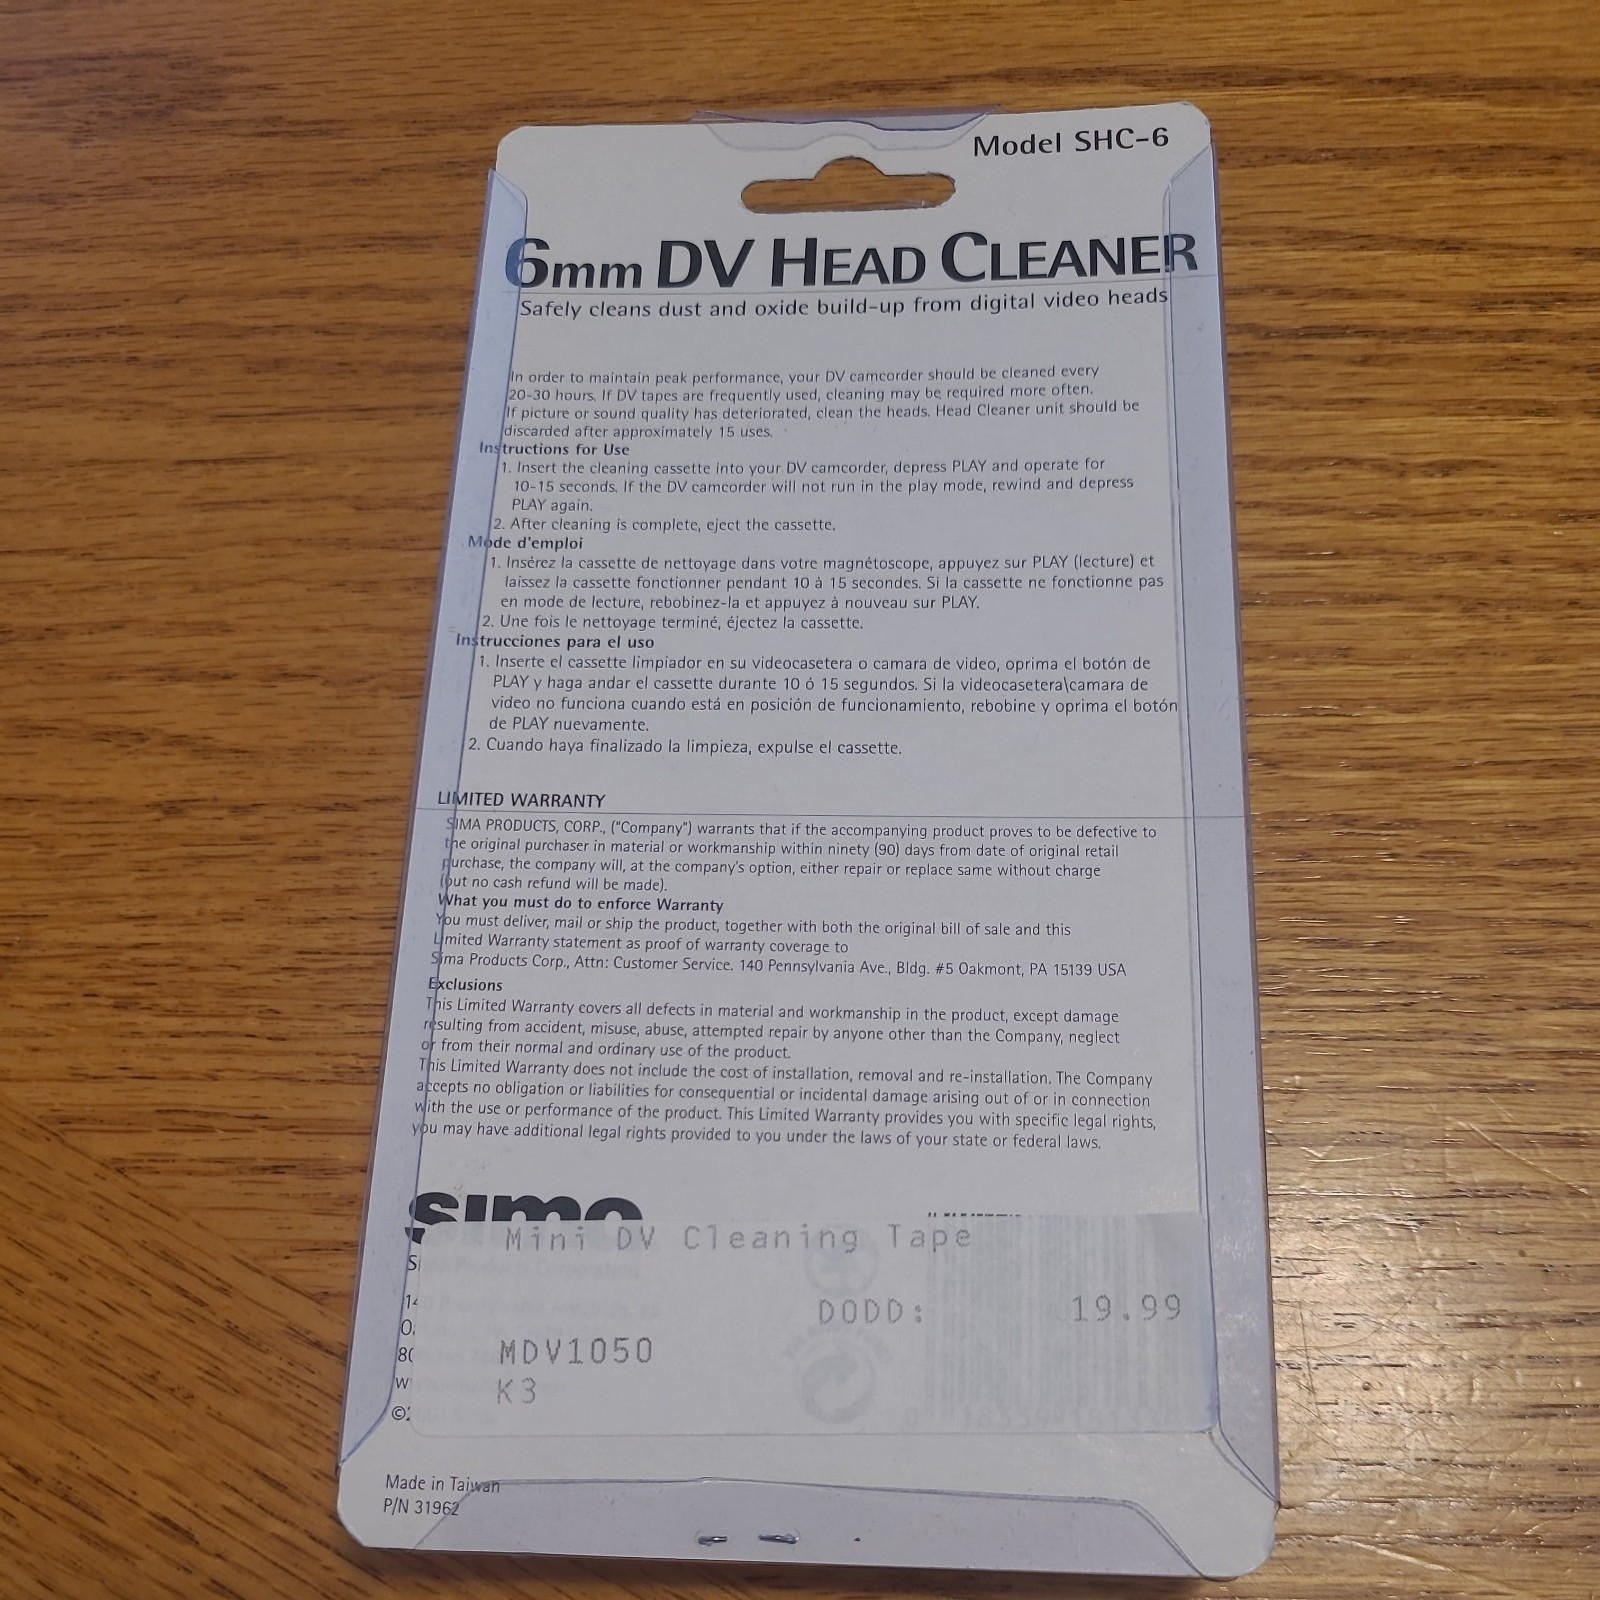 Model SHC-6
6mm DV HEAD CLEANER
Safely cleans dust and oxide build-up from digital video heads
In order to maintain peak performance, your DV camcorder should be cleaned every
20-30 hours. If DV tapes are frequently used, cleaning may be required more often.
If picture or sound quality has deteriorated, clean the heads. Head Cleaner unit should be
discarded after approximately 15 uses.
Instructions for Use
1. Insert the cleaning cassette into your DV camcorder, depress PLAY and operate for
10-15 seconds. If the DV camcorder will not run in the play mode, rewind and depress
PLAY again.
2. After cleaning is complete, eject the cassette.
Mode d'emploi
1. Insérez la cassette de nettoyage dans votre magnétoscope, appuyez sur PLAY (lecture) et
laissez la cassette fonctionner pendant 10 à 15 secondes. Si la cassette ne fonctionne pas
en mode de lecture, rebobinez-la et appuyez à nouveau sur PLAY.
2. Une fois le nettoyage terminé, éjectez la cassette.
Instrucciones para el uso
1. Inserte el cassette limpiador en su videocasetera o camara de video, oprima el botón de
PLAY y haga andar el cassette durante 10 ó 15 segundos. Si la videocasetera\camara de
video no funciona cuando está en posición de funcionamiento, rebobine y oprima el botón
de PLAY nuevamente.
2. Cuando haya finalizado la limpieza, expulse el cassette.
LIMITED WARRANTY
SIMA PRODUCTS, CORP., ("Company") warrants that if the accompanying product proves to be defective to
the original purchaser in material or workmanship within ninety (90) days from date of original retail
purchase, the company will, at the company's option, either repair or replace same without charge
(but no cash refund will be made).
What you must do to enforce Warranty
You must deliver, mail or ship the product, together with both the original bill of sale and this
Limited Warranty statement as proof of warranty coverage to
Sima Products Corp., Attn: Customer Service. 140 Pennsylvania Ave., Bldg. #5 Oakmont, PA 15139 USA
Exclusions
This Limited Warranty covers all defects in material and workmanship in the product, except damage
resulting from accident, misuse, abuse, attempted repair by anyone other than the Company, neglect
or from their normal and ordinary use of the product.
This Limited Warranty does not include the cost of installation, removal and re-installation. The Company
accepts no obligation or liabilities for consequential or incidental damage arising out of or in connection
with the use or performance of the product. This Limited Warranty provides you with specific legal rights,
you may have additional legal rights provided to you under the laws of your state or federal laws.
sima
Mini DV Cleaning Tape
DODD: 19.99
MDV1050
K3
Made in Taiwan
P/N 31962